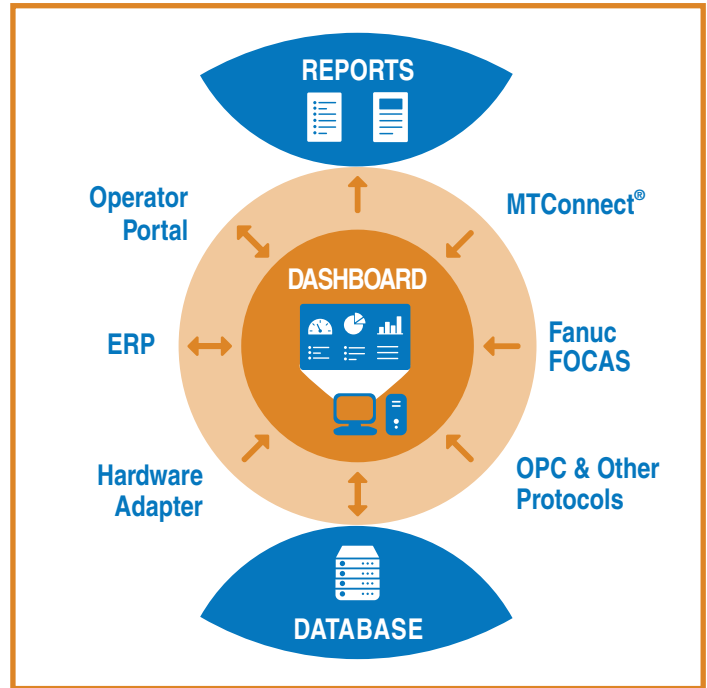 REPORTS
Operator
Portal
MTConnect®
DASHBOARD
ERP
Fanuc
FOCAS
Hardware
Adapter
OPC & Other
Protocols
DATABASE